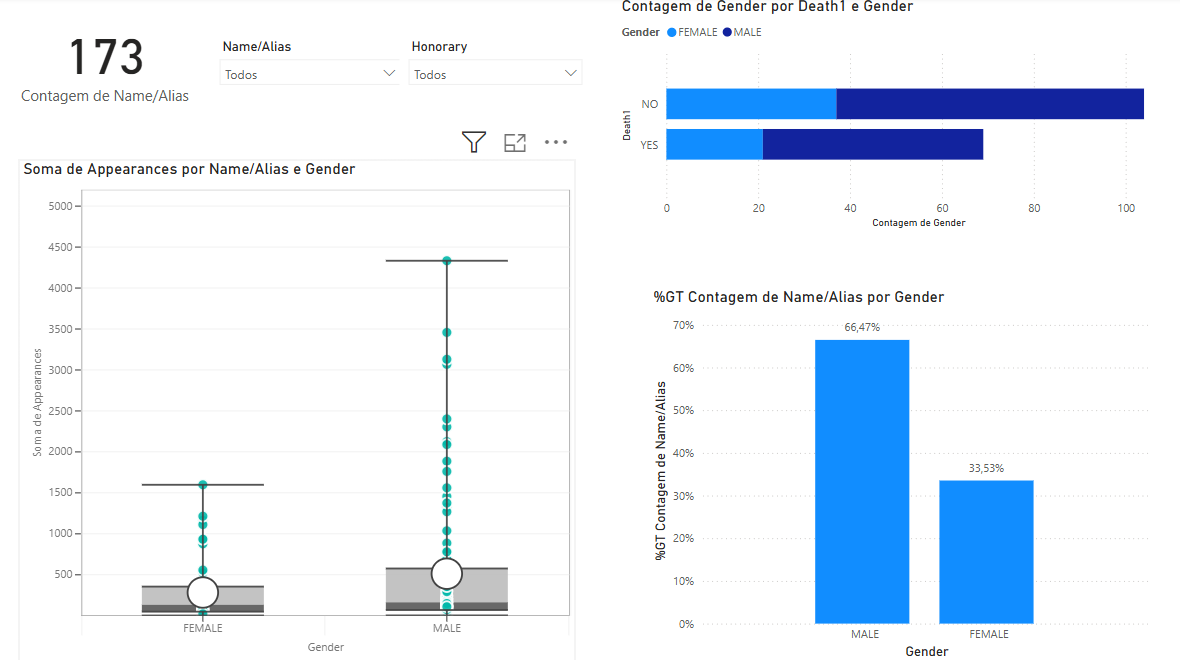 173
Contagem de Name/Alias
Name/Alias
Todos
Honorary
Todos
Soma de Appearances por Name/Alias e Gender
Soma de Appearances
5000
4500
4000
3500
3000
2500
2000
1500
1000
500
FEMALE
MALE
Gender
Contagem de Gender por Death1 e Gender
Gender FEMALE MALE
Death1
NO
YES
0 20 40 60 80 100
Contagem de Gender
%GT Contagem de Name/Alias por Gender
%GT Contagem de Name/Alias
70%
60%
50%
40%
30%
20%
10%
0%
66,47%
33,53%
MALE
FEMALE
Gender